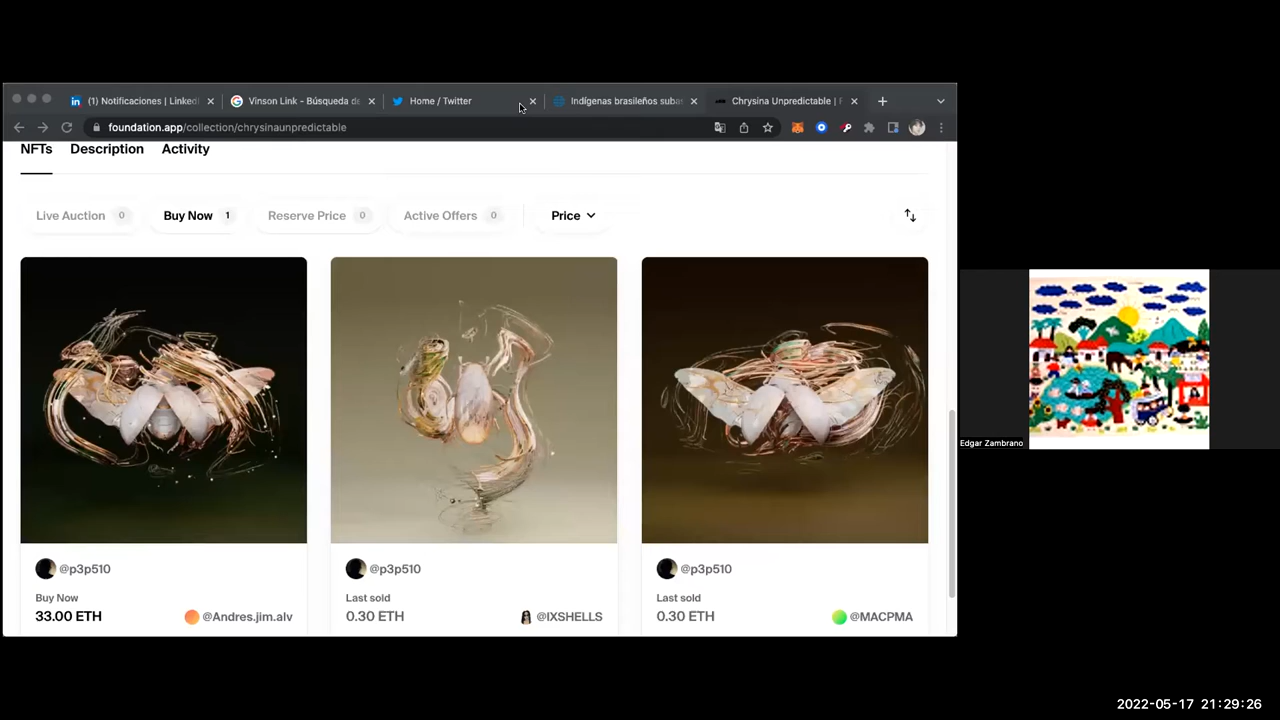 (1) Notificaciones | LinkedI
Vinson Link - Búsqueda de
Home / Twitter
Indígenas brasileños subas
Chrysina Unpredictable | F
foundation.app/collection/chrysinaunpredictable
NFTs Description Activity
Live Auction 0 Buy Now 1 Reserve Price 0 Active Offers 0 Price
@p3p510
Buy Now
33.00 ETH @Andres.jim.alv
@p3p510
Last sold
0.30 ETH @IXSHELLS
@p3p510
Last sold
0.30 ETH @MACPMA
Edgar Zambrano
2022-05-17 21:29:26